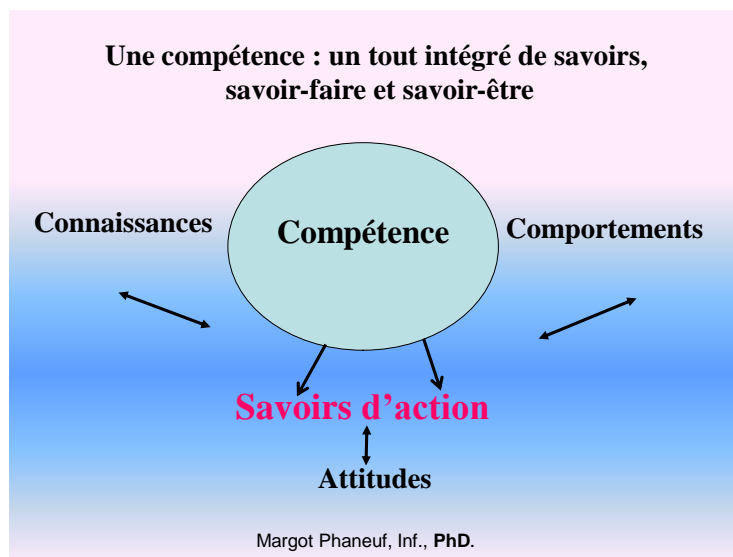 Une compétence : un tout intégré de savoirs,
savoir-faire et savoir-être
Connaissances
Compétence
Comportements
Savoirs d’action
Attitudes
Margot Phaneuf, Inf., PhD.